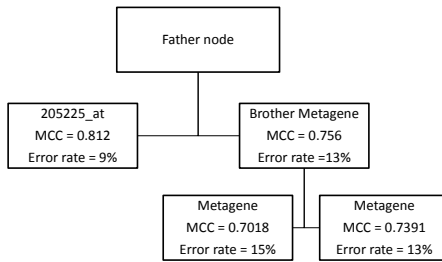 Father node
205225_at
MCC = 0.812
Error rate = 9%
Brother Metagene
MCC = 0.756
Error rate =13%
Metagene
MCC = 0.7018
Error rate = 15%
Metagene
MCC = 0.7391
Error rate = 13%